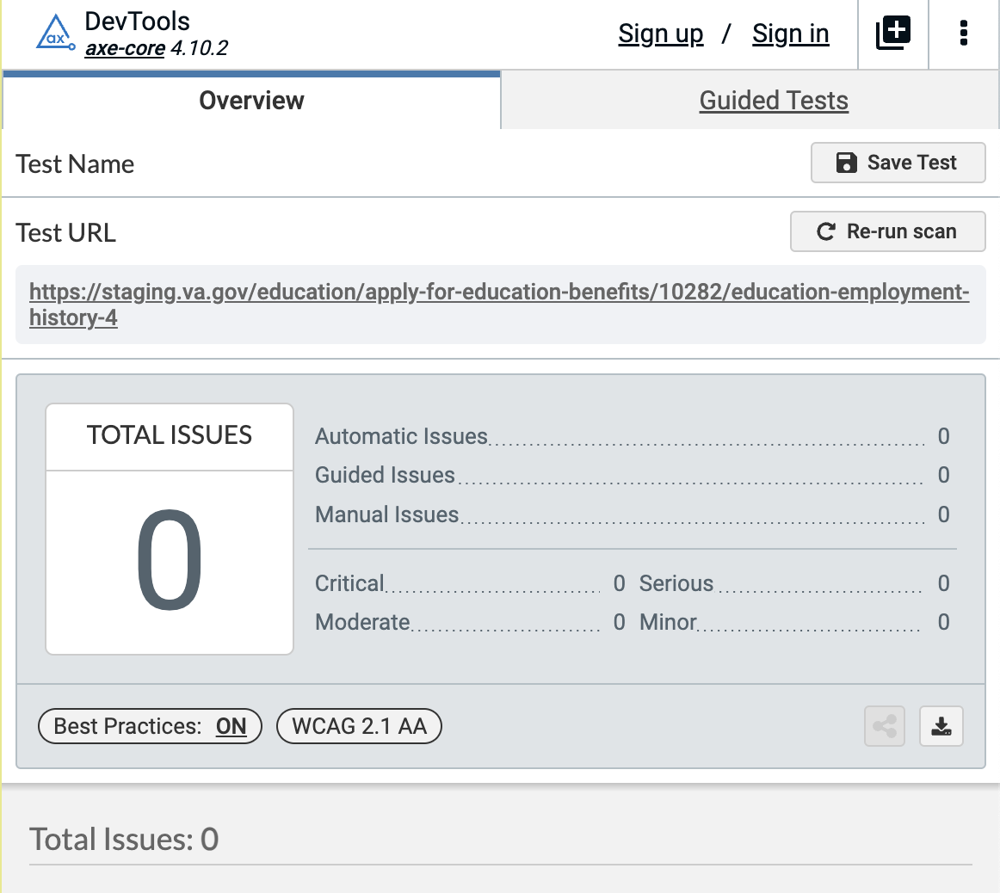 ax
DevTools
axe-core 4.10.2
Sign up / Sign in
Overview
Guided Tests
Test Name
Save Test
Test URL
Re-run scan
https://staging.va.gov/education/apply-for-education-benefits/10282/education-employment-
history-4
TOTAL ISSUES
0
Automatic Issues 0
Guided Issues 0
Manual Issues 0
Critical 0 Serious 0
Moderate 0 Minor 0
Best Practices: ON
WCAG 2.1 AA
Total Issues: 0